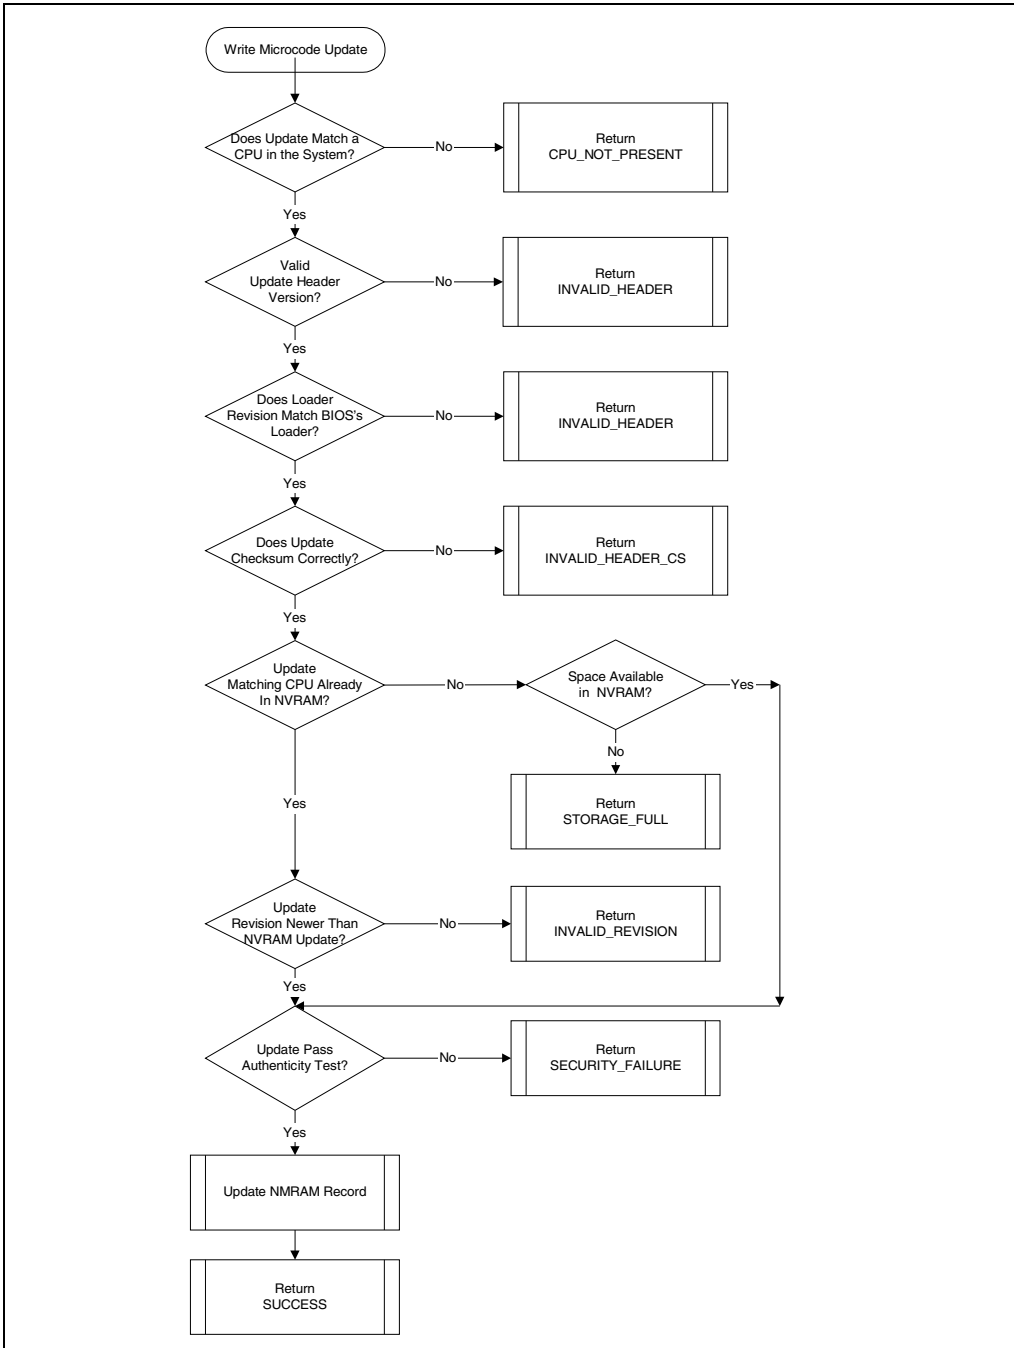 Write Microcode Update
Does Update Match a
CPU in the System?
No
Return
CPU_NOT_PRESENT
Yes
Valid
Update Header
Version?
No
Return
INVALID_HEADER
Yes
Does Loader
Revision Match BIOS's
Loader?
No
Return
INVALID_HEADER
Yes
Does Update
Checksum Correctly?
No
Return
INVALID_HEADER_CS
Yes
Update
Matching CPU Already
In NVRAM?
No
Space Available
in NVRAM?
Yes
No
Return
STORAGE_FULL
Yes
Update
Revision Newer Than
NVRAM Update?
No
Return
INVALID_REVISION
Yes
Update Pass
Authenticity Test?
No
Return
SECURITY_FAILURE
Yes
Update NMRAM Record
Return
SUCCESS